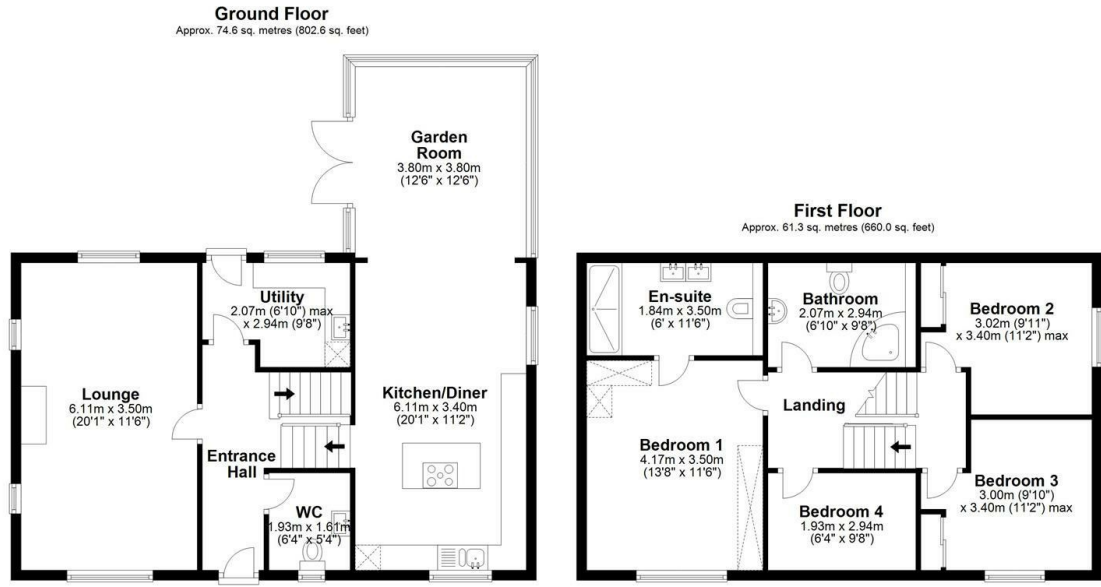 Ground Floor
Approx. 74.6 sq. metres (802.6 sq. feet)
Garden
Room
3.80m x 3.80m
(12'6" x 12'6")
Utility
2.07m (6'10") max
x 2.94m (9'8")
Lounge
6.11m x 3.50m
(20'1" x 11'6")
Kitchen/Diner
6.11m x 3.40m
(20'1" x 11'2")
Entrance
Hall
WC
1.93m x 1.61m
(6'4" x 5'4")
First Floor
Approx. 61.3 sq. metres (660.0 sq. feet)
En-suite
1.84m x 3.50m
(6' x 11'6")
Bathroom
2.07m x 2.94m
(6'10" x 9'8")
Bedroom 2
3.02m (9'11")
x 3.40m (11'2") max
Landing
Bedroom 1
4.17m x 3.50m
(13'8" x 11'6")
Bedroom 4
1.93m x 2.94m
(6'4" x 9'8")
Bedroom 3
3.00m (9'10")
x 3.40m (11'2") max